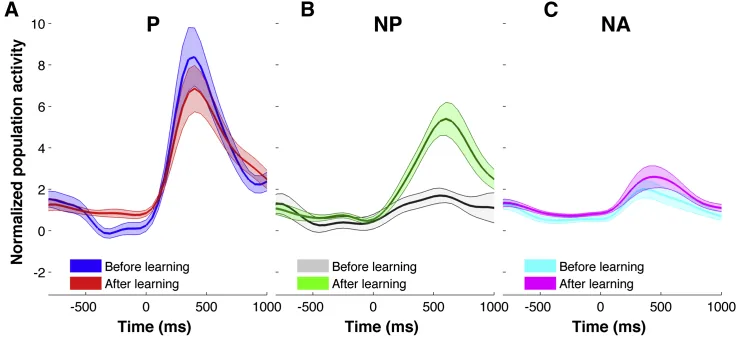 A
B
C
P
NP
NA
Normalized population activity
10
8
6
4
2
0
-2
Before learning
After learning
Before learning
After learning
Before learning
After learning
-500 0 500 1000
-500 0 500 1000
-500 0 500 1000
Time (ms)
Time (ms)
Time (ms)